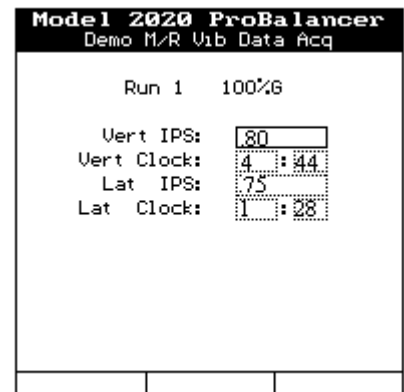 Model 2020 ProBalancer
Demo M/R Vib Data Acq
Run 1 100%G
Vert IPS: .80
Vert Clock: 4 : 44
Lat IPS: .75
Lat Clock: 1 : 28